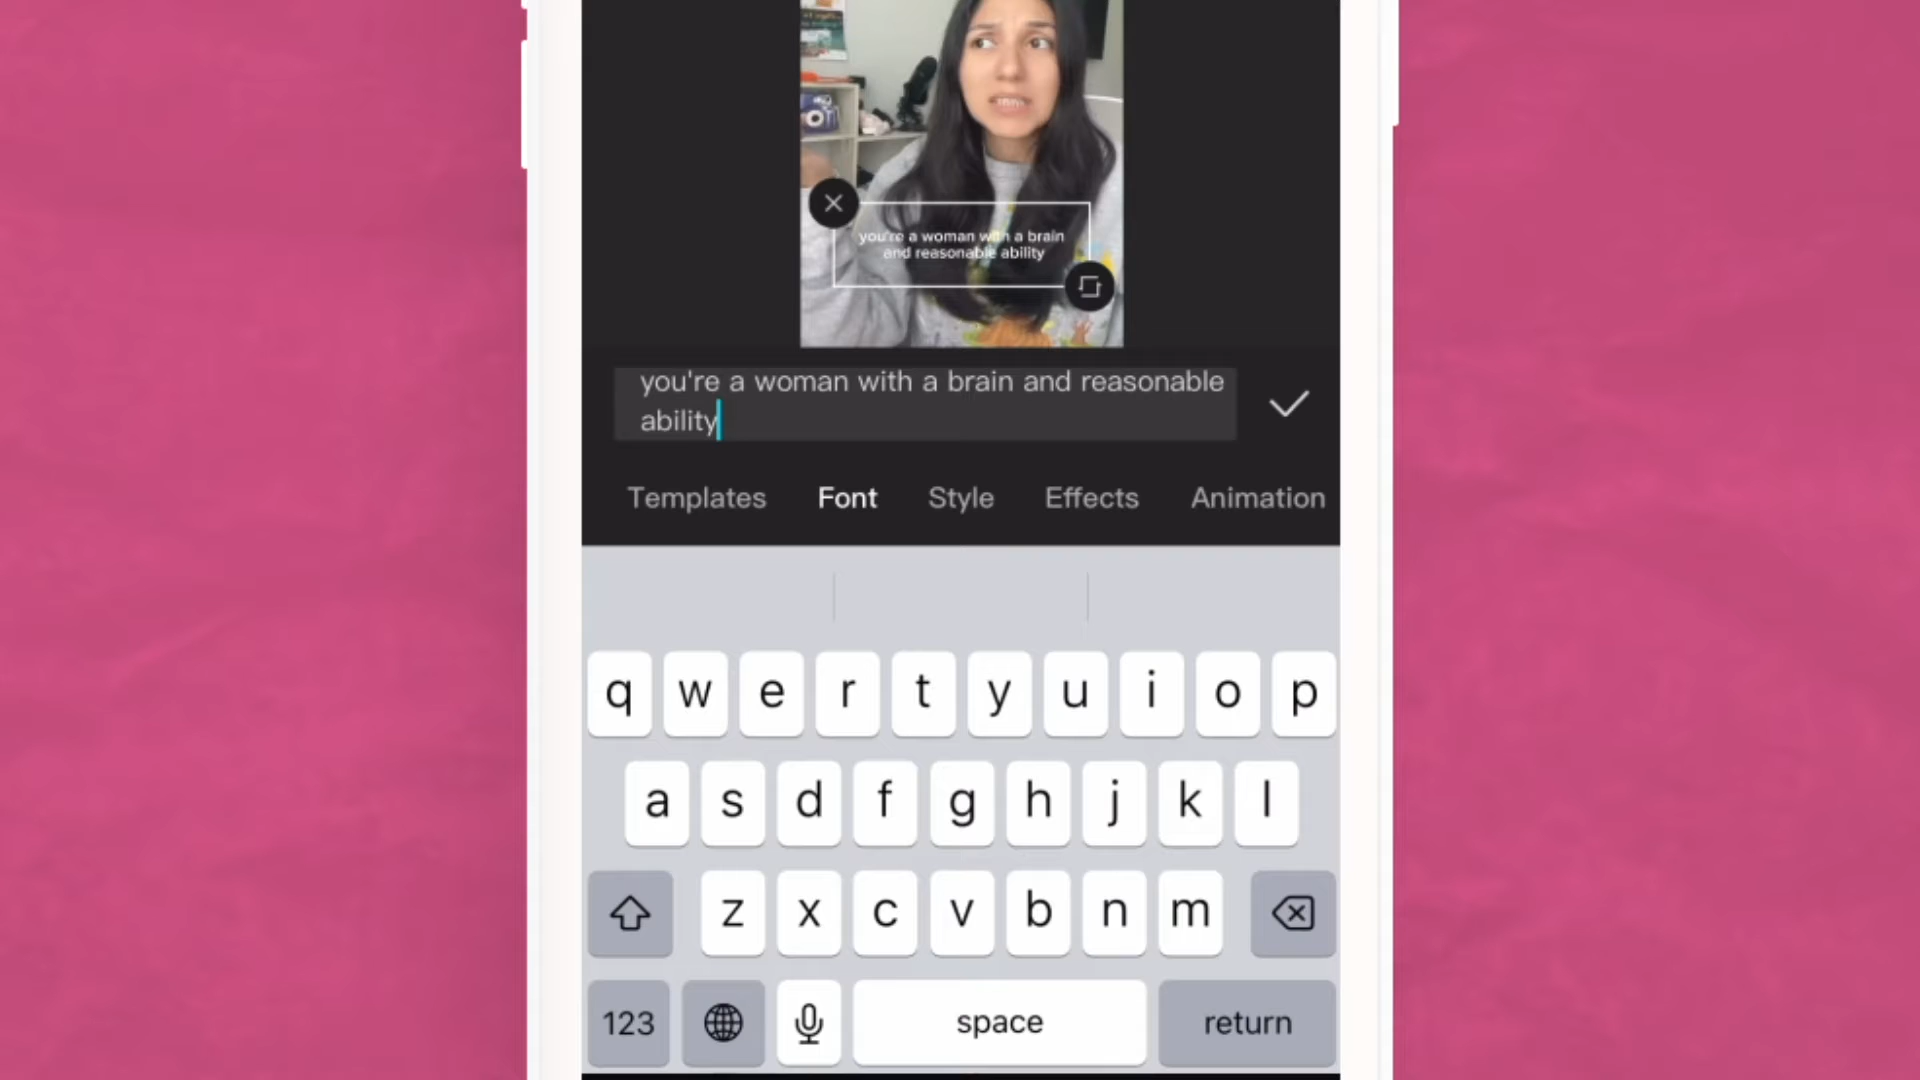 you're a woman with a brain
and reasonable ability
you're a woman with a brain and reasonable
ability
Templates Font Style Effects Animation
q w e r t y u i o p
a s d f g h j k l
z x c v b n m
123 space return